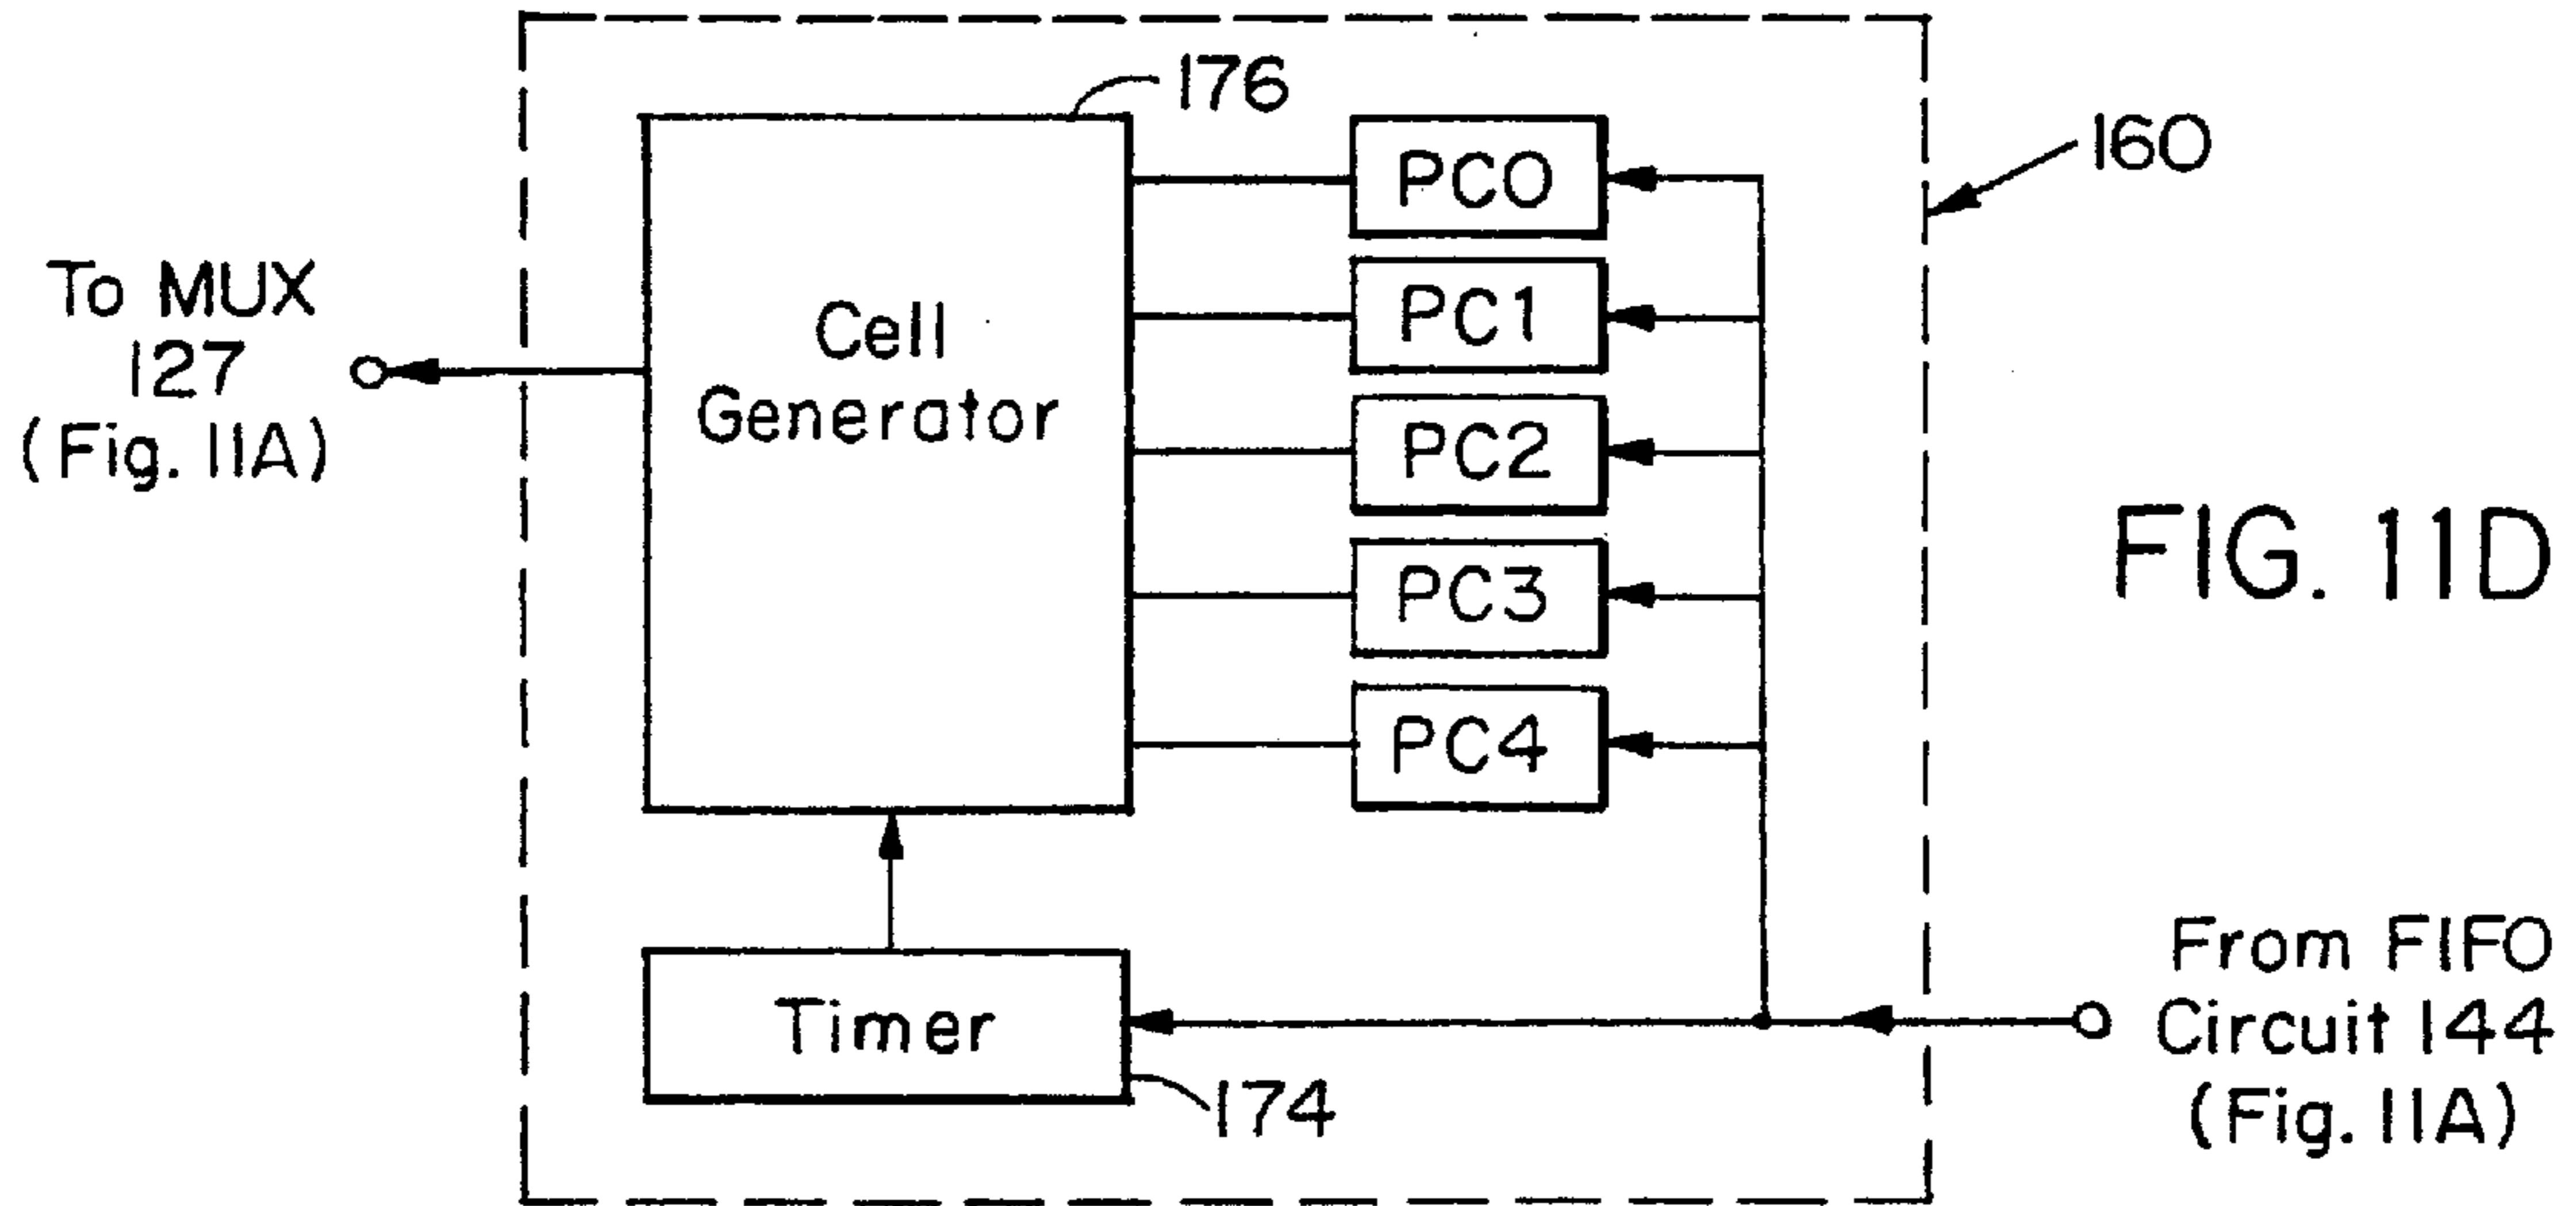 176
PC0
160
To MUX
127
(Fig. 11A)
Cell
Generator
PC1
PC2
PC3
PC4
FIG. 11D
Timer
174
From FIFO
Circuit 144
(Fig. 11A)